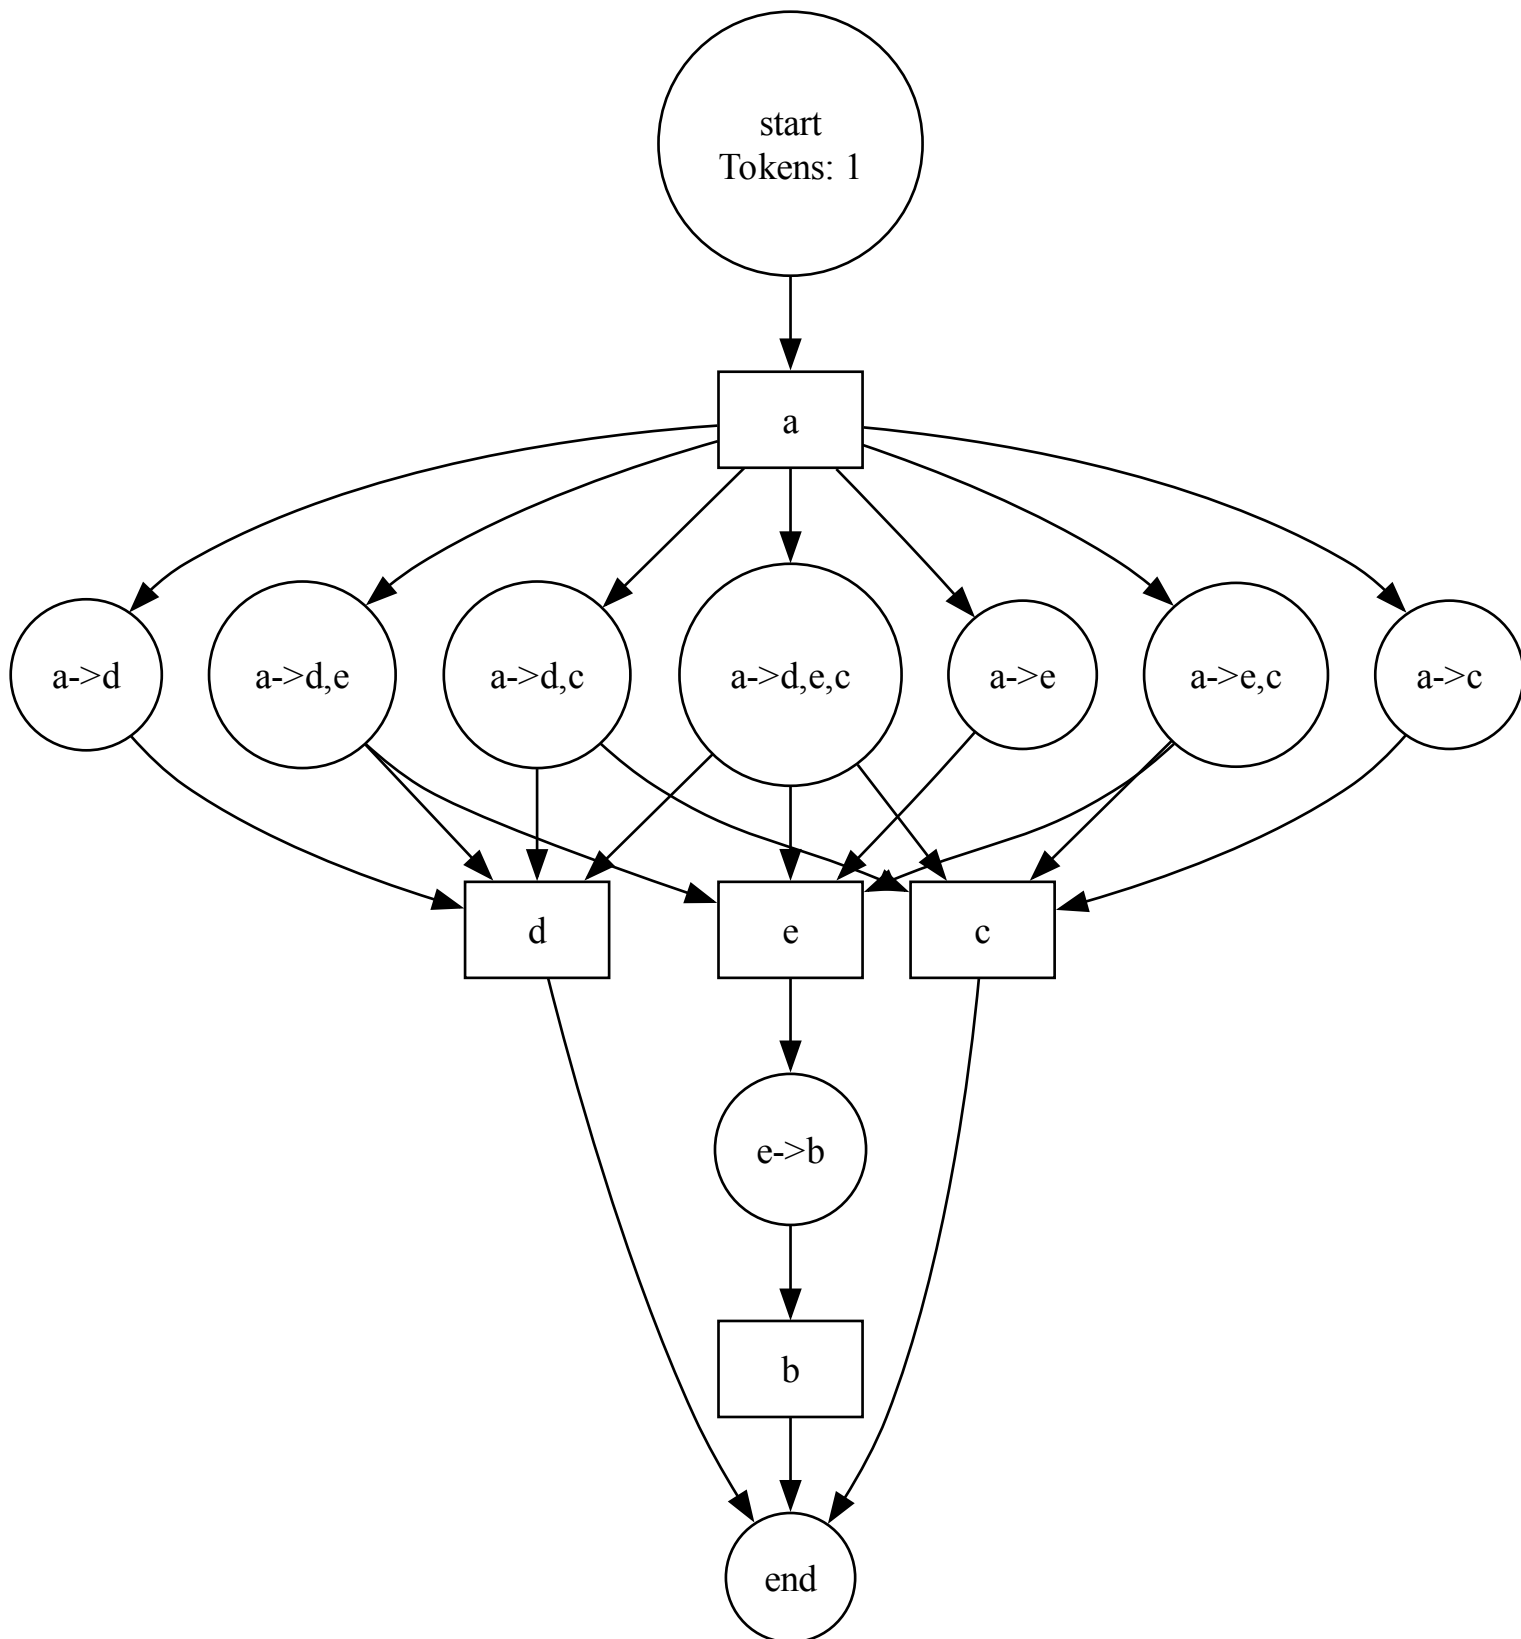 start
Tokens: 1
a
a->d
a->d,e
a->d,c
a->d,e,c
a->e
a->e,c
a->c
d
e
c
e->b
b
end